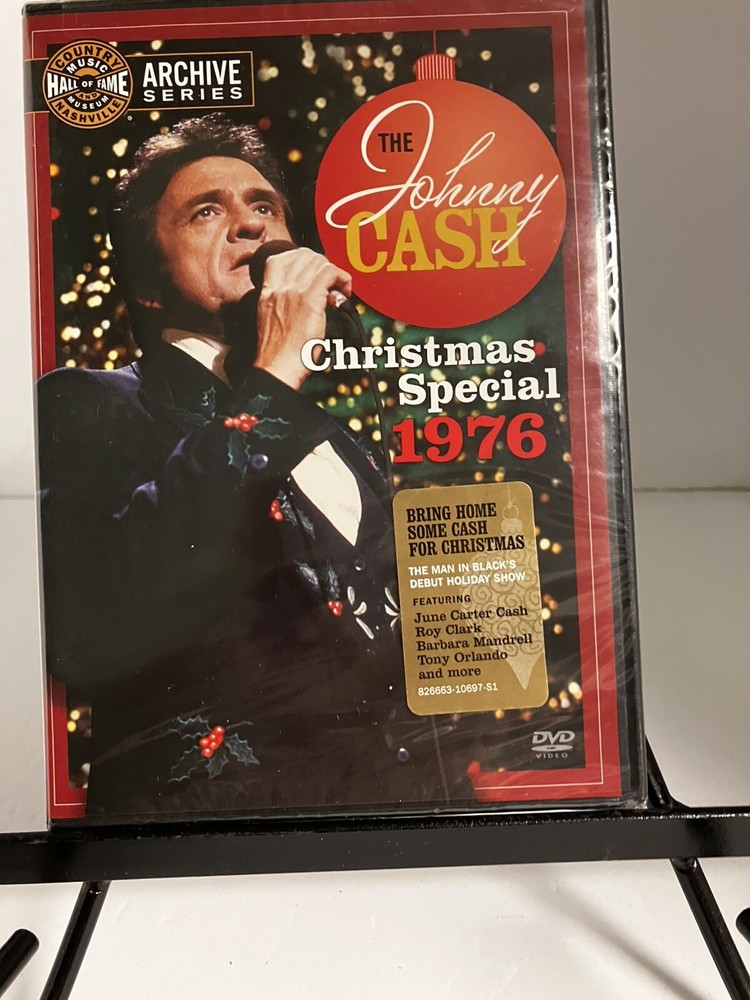 COUNTRY
MUSIC
HALL OF FAME
AND
MUSEUM
NASHVILLE
®
ARCHIVE
SERIES
THE
Johnny
CASH
Christmas
Special
1976
BRING HOME
SOME CASH
FOR CHRISTMAS
THE MAN IN BLACK'S
DEBUT HOLIDAY SHOW
FEATURING
June Carter Cash
Roy Clark
Barbara Mandrell
Tony Orlando
and more
826663-10697-S1
DVD
VIDEO